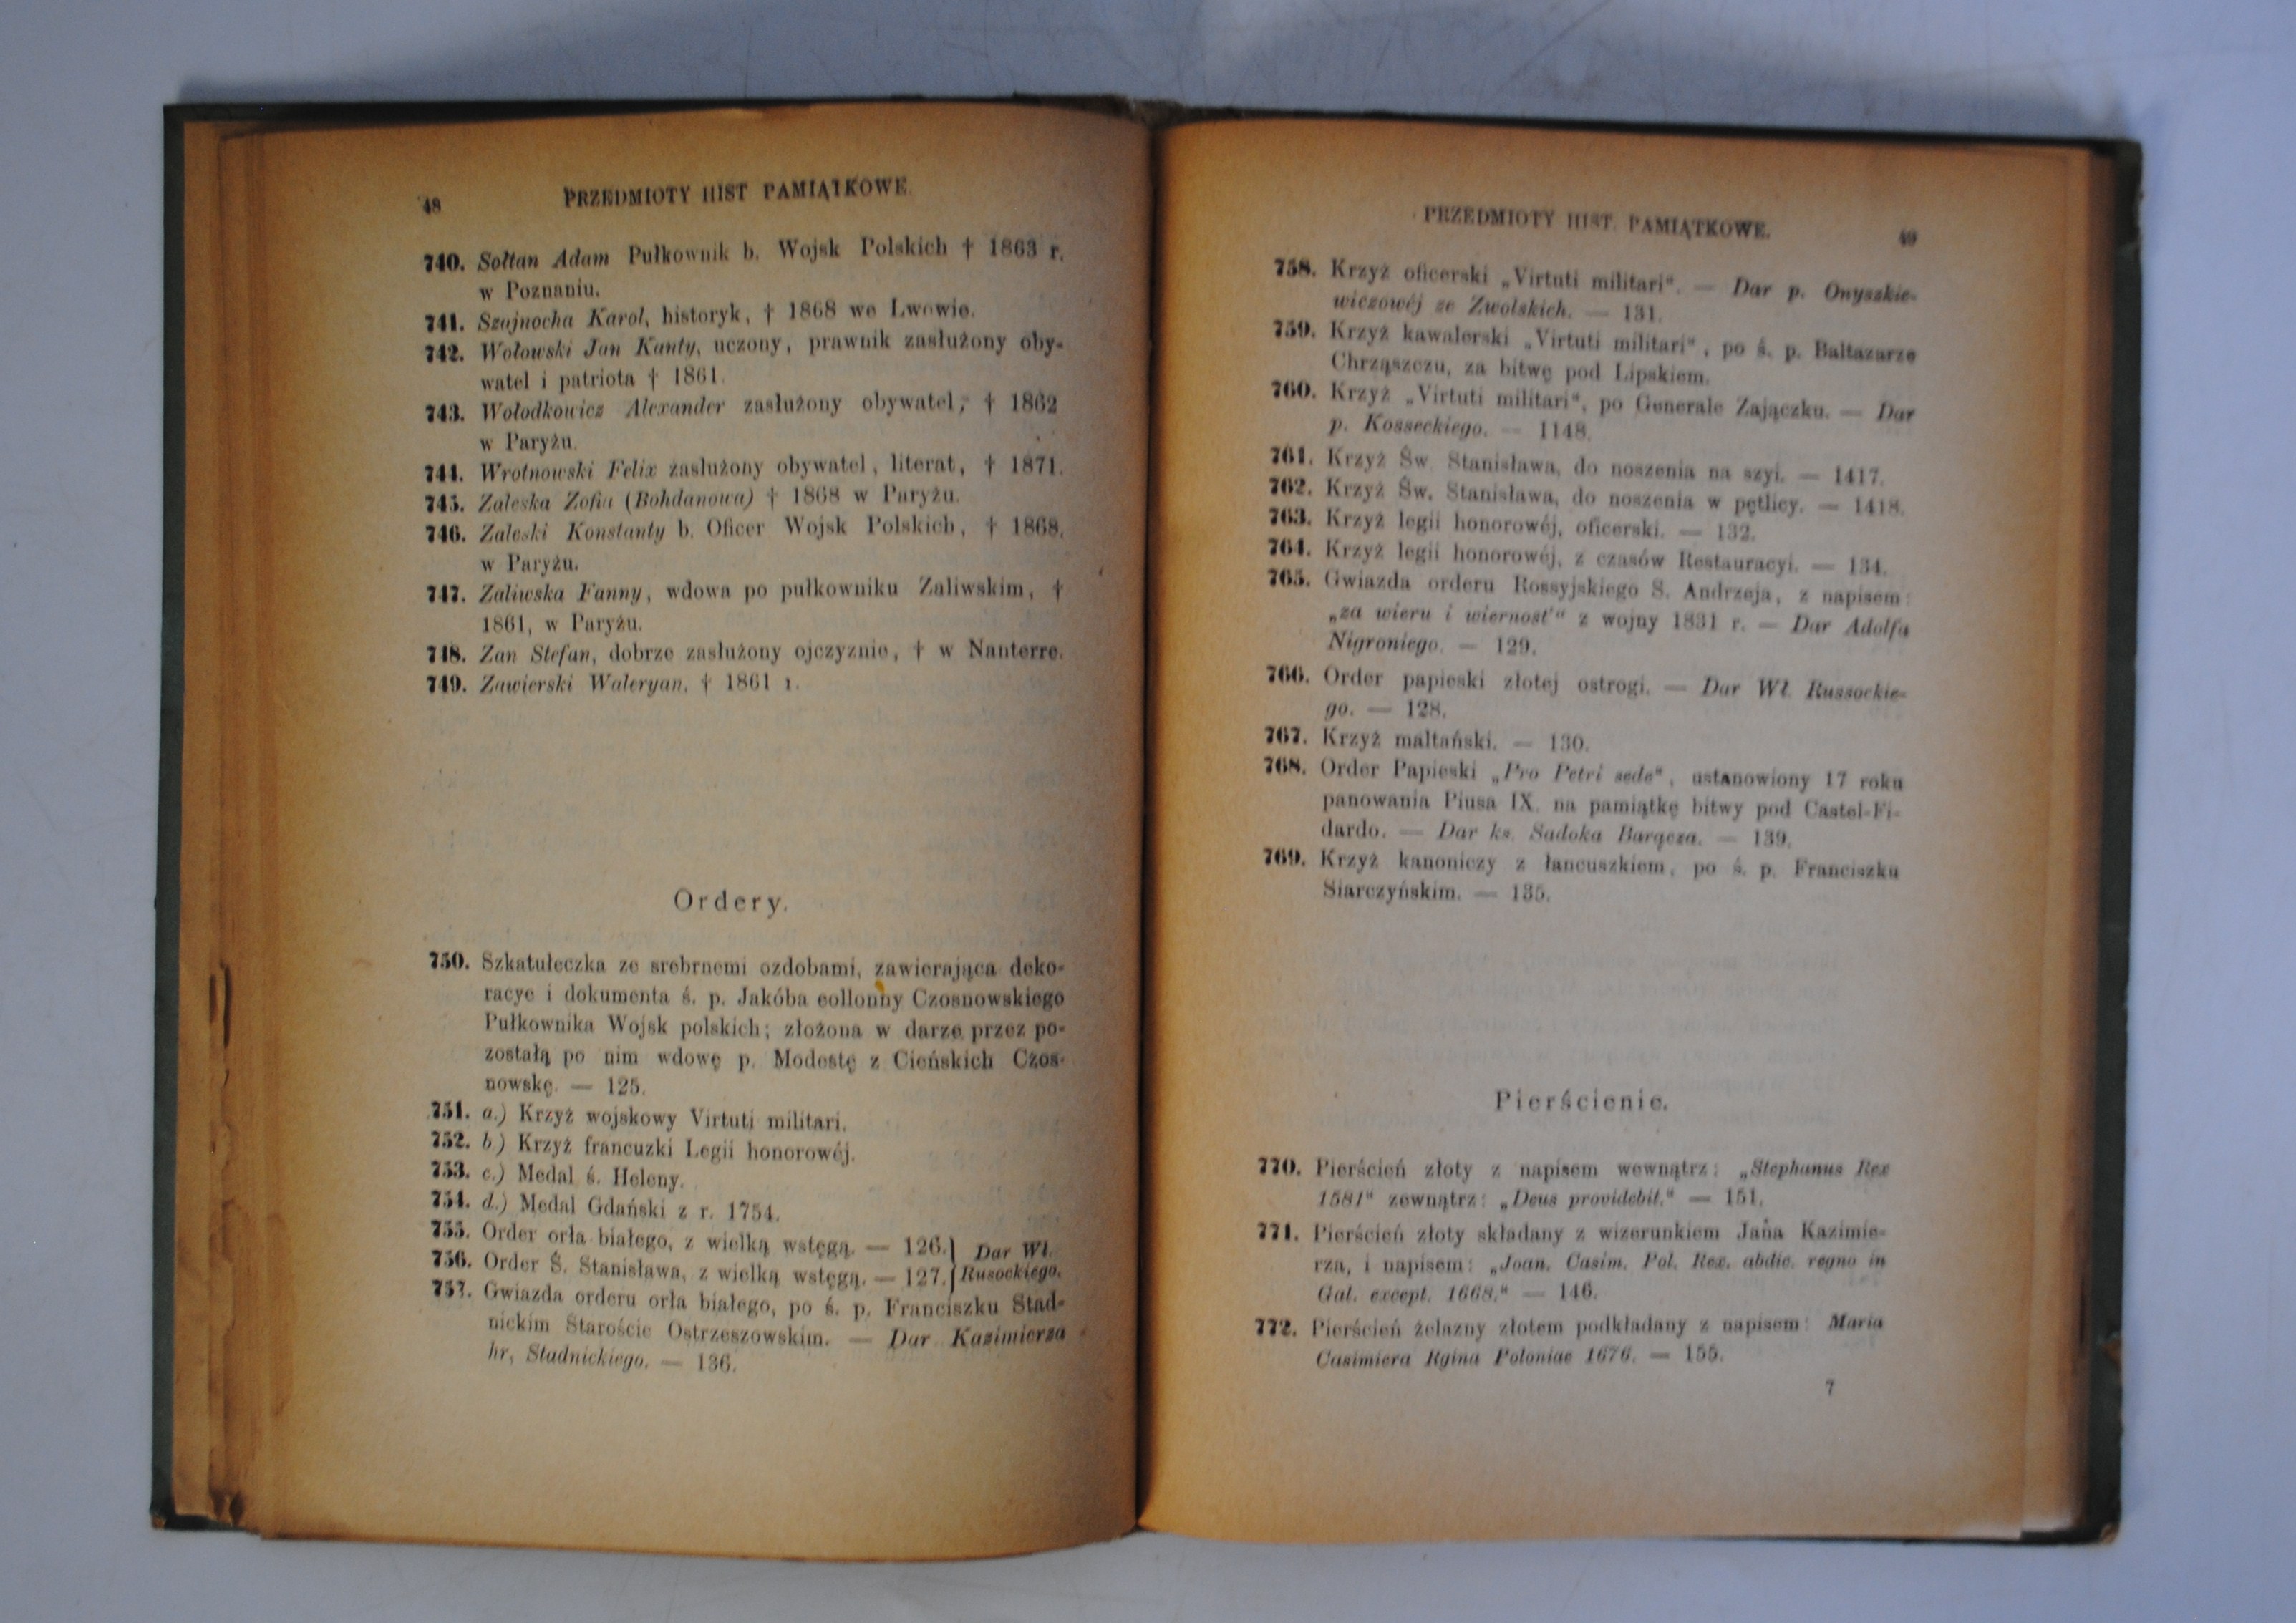 48
PRZEDMIOTY HIST PAMIĄTKOWE
740. Sołtan Adam Pułkownik b. Wojsk Polskich † 1863 r.
w Poznaniu.
741. Szajnocha Karol, historyk, † 1868 we Lwowie.
742. Wołowski Jan Kanty, uczony, prawnik zasłużony oby-
watel i patriota † 1861.
743. Wołodkowicz Alexander zasłużony obywatel, † 1862
w Paryżu.
744. Wrotnowski Felix zasłużony obywatel, literat, † 1871.
745. Zaleska Zofia (Bohdanowa) † 1868 w Paryżu.
746. Zaleski Konstanty b. Oficer Wojsk Polskich, † 1868.
w Paryżu.
747. Zaliwska Fanny, wdowa po pułkowniku Zaliwskim, †
1861, w Paryżu.
748. Zan Stefan, dobrze zasłużony ojczyznie, † w Nanterre.
749. Zawierski Waleryan, † 1861 r.
Ordery.
750. Szkatułeczka ze srebrnemi ozdobami, zawierająca deko-
racye i dokumenta ś. p. Jakóba collonny Czosnowskiego
Pułkownika Wojsk polskich; złożona w darze przez po-
zostałą po nim wdowę p. Modestę z Cieńskich Czos-
nowskę. — 125.
751. a.) Krzyż wojskowy Virtuti militari.
752. b.) Krzyż francuzki Legii honorowéj.
753. c.) Medal ś. Heleny.
754. d.) Medal Gdański z r. 1754.
755. Order orła białego, z wielką wstęgą. — 126. } Dar Wł.
756. Order Ś. Stanisława, z wielką wstęgą. — 127. } Rusockiego.
757. Gwiazda orderu orła białego, po ś. p. Franciszku Stad-
nickim Staroście Ostrzeszowskim. — Dar Kazimierza
hr. Stadnickiego. — 136.
PRZEDMIOTY HIST. PAMIĄTKOWE.
49
758. Krzyż oficerski „Virtuti militari“. — Dar p. Onyszkie-
wiczowéj ze Zwolskich. — 131.
759. Krzyż kawalerski „Virtuti militari“, po ś. p. Baltazarze
Chrząszczu, za bitwę pod Lipskiem.
760. Krzyż „Virtuti militari“, po Generale Zajączku. — Dar
p. Kosseckiego. — 1148.
761. Krzyż Św. Stanisława, do noszenia na szyi. — 1417.
762. Krzyż Św. Stanisława, do noszenia w pętlicy. — 1418.
763. Krzyż legii honorowéj, oficerski. — 132.
764. Krzyż legii honorowéj, z czasów Restauracyi. — 134.
765. Gwiazda orderu Rossyjskiego S. Andrzeja, z napisem:
„za wieru i wiernost'“ z wojny 1831 r. — Dar Adolfa
Nigroniego. — 129.
766. Order papieski złotej ostrogi. — Dar Wł. Russockie-
go. — 128.
767. Krzyż maltański. — 130.
768. Order Papieski „Pro Petri sede“, ustanowiony 17 roku
panowania Piusa IX. na pamiątkę bitwy pod Castel-Fi-
dardo. — Dar ks. Sadoka Barącza. — 139.
769. Krzyż kanoniczy z łancuszkiem, po ś. p. Franciszku
Siarczyńskim. — 135.
Pierścienie.
770. Pierścień złoty z napisem wewnątrz: „Stephanus Rex
1581“ zewnątrz: „Deus providebit.“ — 151.
771. Pierścień złoty składany z wizerunkiem Jana Kazimie-
rza, i napisem: „Joan. Casim. Pol. Rex. abdic. regno in
Gal. except. 1668.“ — 146.
772. Pierścień żelazny złotem podkładany z napisem: Maria
Casimiera Rgina Poloniae 1676. — 155.
7